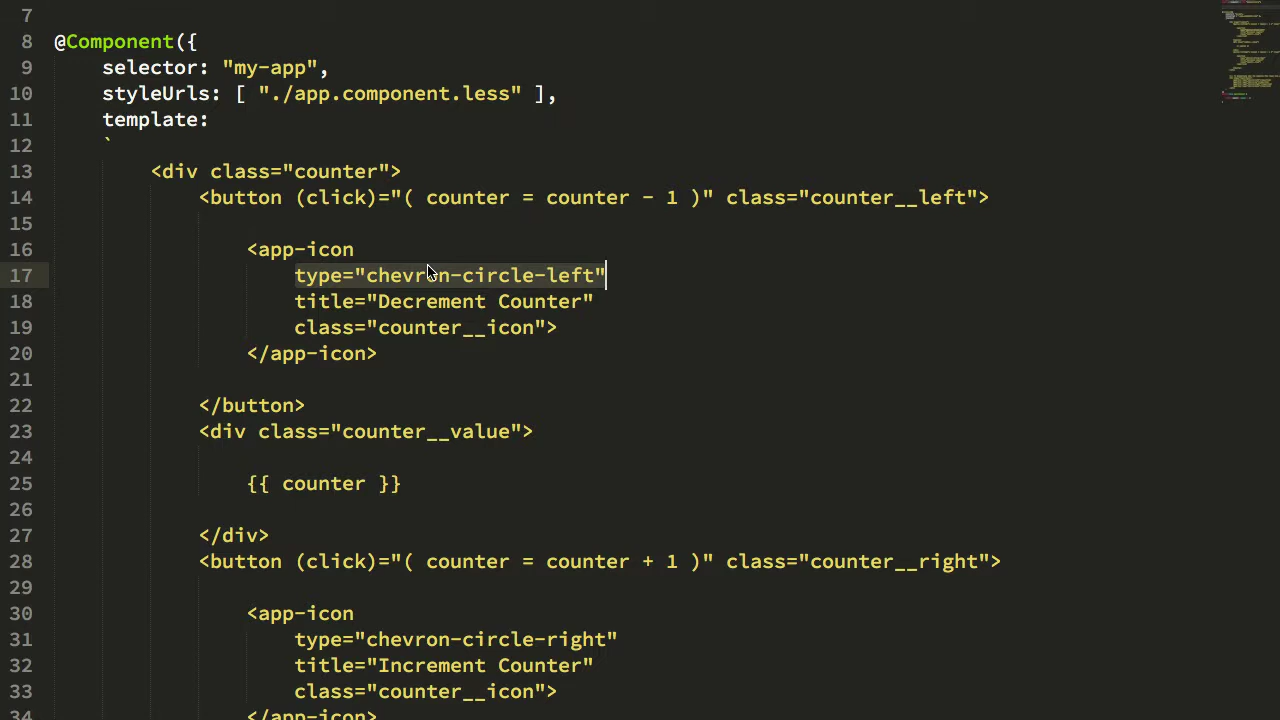 7
8 @Component({
9 selector: "my-app",
10 styleUrls: [ "./app.component.less" ],
11 template:
12 `
13 <div class="counter">
14 <button (click)="( counter = counter - 1 )" class="counter__left">
15
16 <app-icon
17 type="chevron-circle-left"
18 title="Decrement Counter"
19 class="counter__icon">
20 </app-icon>
21
22 </button>
23 <div class="counter__value">
24
25 {{ counter }}
26
27 </div>
28 <button (click)="( counter = counter + 1 )" class="counter__right">
29
30 <app-icon
31 type="chevron-circle-right"
32 title="Increment Counter"
33 class="counter__icon">
34 </app-icon>